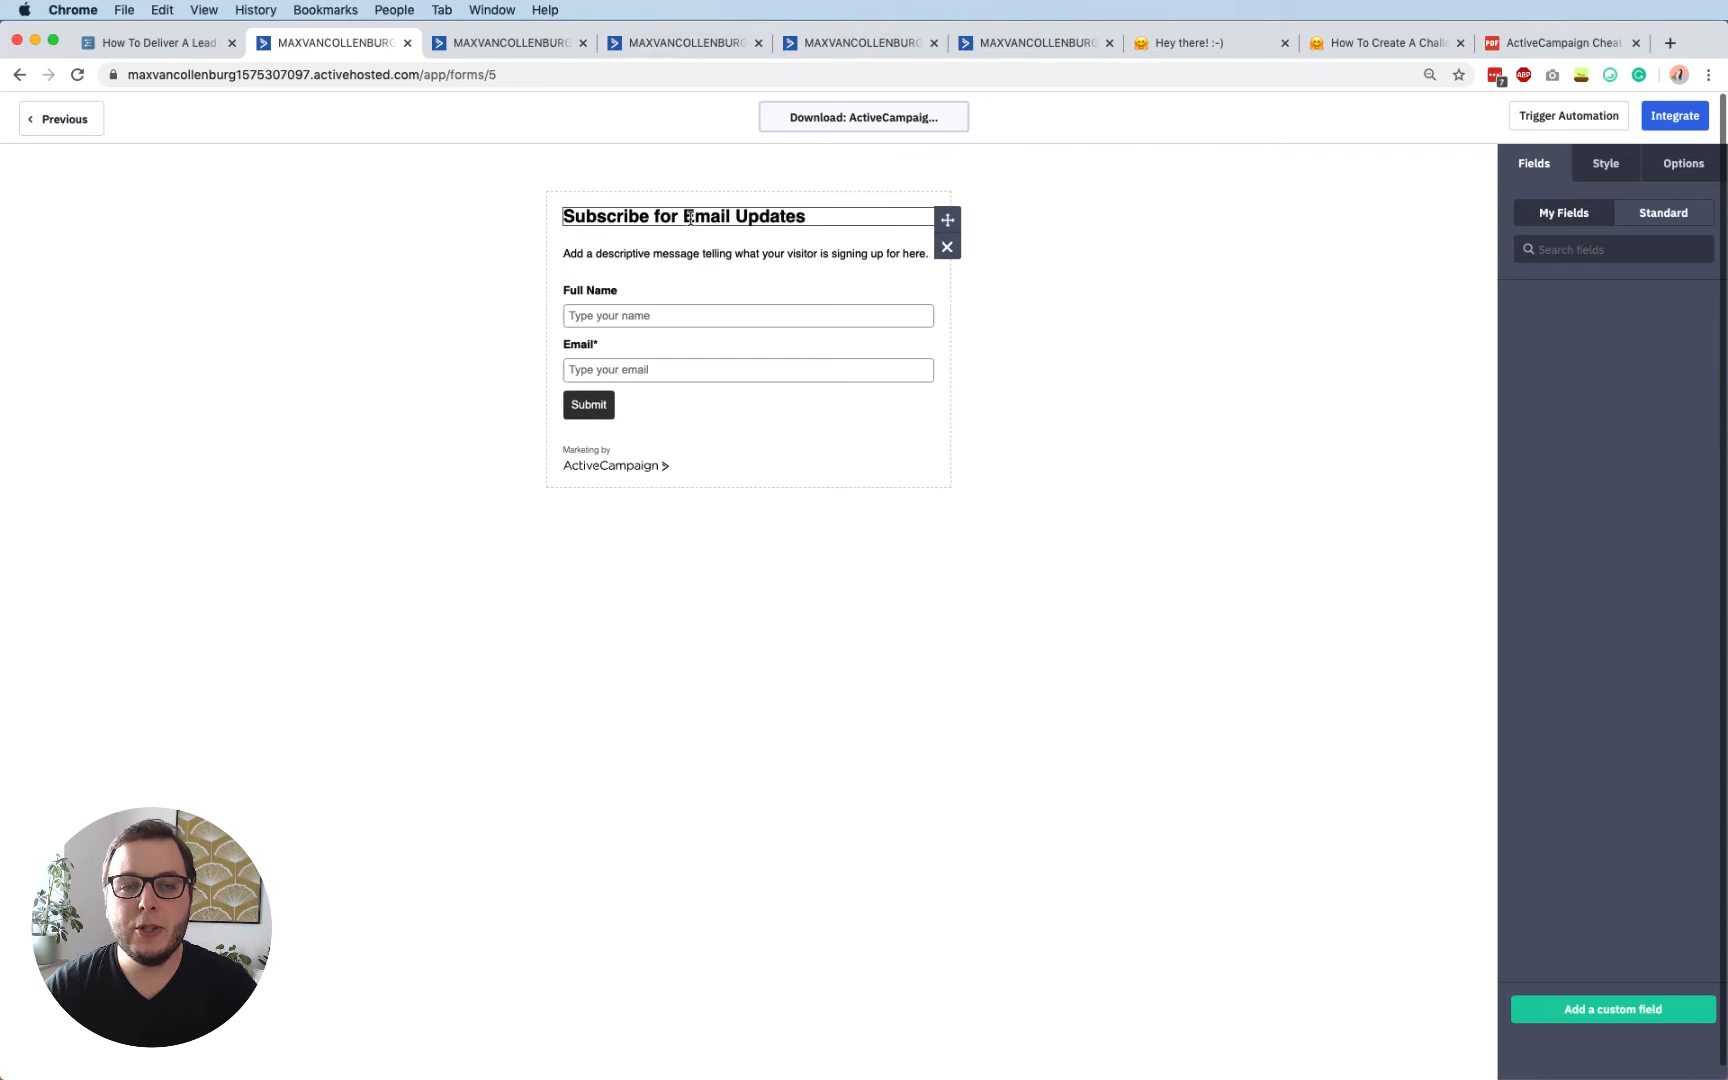 Chrome File Edit View History Bookmarks People Tab Window Help
How To Deliver A Lead MAXVANCOLLENBURG MAXVANCOLLENBURG MAXVANCOLLENBURG MAXVANCOLLENBURG MAXVANCOLLENBURG Hey there! :-) How To Create A Chall ActiveCampaign Cheat
maxvancollenburg1575307097.activehosted.com/app/forms/5
7 ABP
Previous
Download: ActiveCampaig...
Trigger Automation
Integrate
Fields Style Options
My Fields Standard
Search fields
Subscribe for Email Updates
Add a descriptive message telling what your visitor is signing up for here.
Full Name
Type your name
Email*
Type your email
Submit
Marketing by
ActiveCampaign
Add a custom field